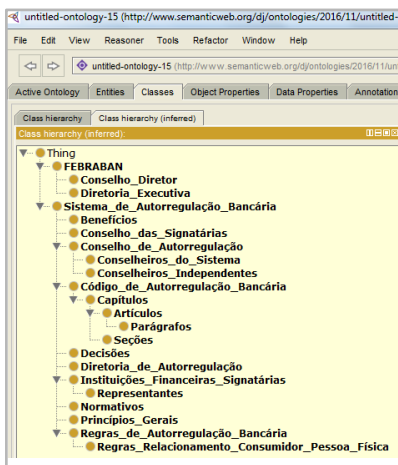 untitled-ontology-15 (http://www.semanticweb.org/dj/ontologies/2016/11/untitled-
File Edit View Reasoner Tools Refactor Window Help
untitled-ontology-15 (http://www.semanticweb.org/dj/ontologies/2016/11/un
Active Ontology Entities Classes Object Properties Data Properties Annotation
Class hierarchy Class hierarchy (inferred)
Class hierarchy (inferred):
Thing
FEBRABAN
Conselho_Diretor
Diretoria_Executiva
Sistema_de_Autorregulação_Bancária
Benefícios
Conselho_das_Signatárias
Conselho_de_Autorregulação
Conselheiros_do_Sistema
Conselheiros_Independentes
Código_de_Autorregulação_Bancária
Capítulos
Artículos
Parágrafos
Seções
Decisões
Diretoria_de_Autorregulação
Instituições_Financeiras_Signatárias
Representantes
Normativos
Princípios_Gerais
Regras_de_Autorregulação_Bancária
Regras_Relacionamento_Consumidor_Pessoa_Física